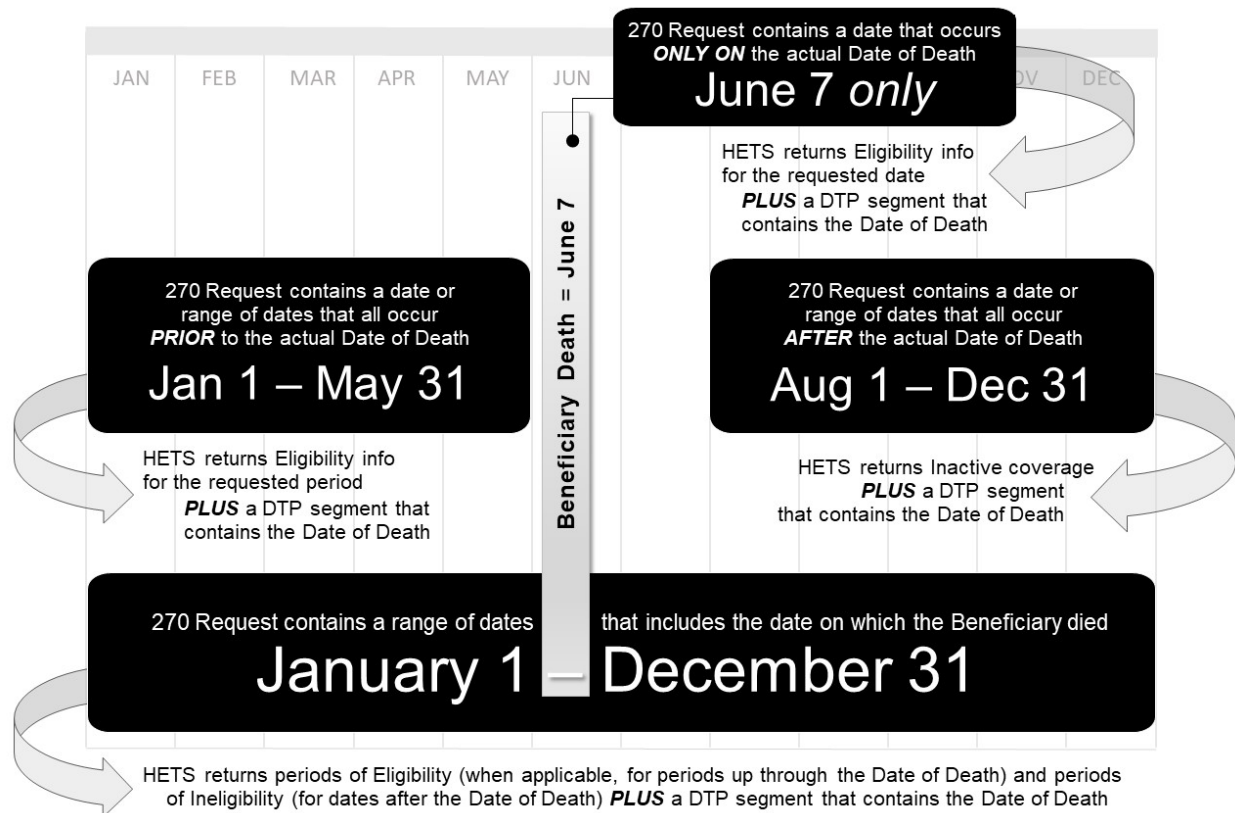 270 Request contains a date that occurs
ONLY ON the actual Date of Death
June 7 only
JAN FEB MAR APR MAY JUN OV DEC
HETS returns Eligibility info
for the requested date
PLUS a DTP segment that
contains the Date of Death
Beneficiary Death = June 7
270 Request contains a date or
range of dates that all occur
PRIOR to the actual Date of Death
Jan 1 – May 31
270 Request contains a date or
range of dates that all occur
AFTER the actual Date of Death
Aug 1 – Dec 31
HETS returns Eligibility info
for the requested period
PLUS a DTP segment that
contains the Date of Death
HETS returns Inactive coverage
PLUS a DTP segment
that contains the Date of Death
270 Request contains a range of dates that includes the date on which the Beneficiary died
January 1 – December 31
HETS returns periods of Eligibility (when applicable, for periods up through the Date of Death) and periods
of Ineligibility (for dates after the Date of Death) PLUS a DTP segment that contains the Date of Death